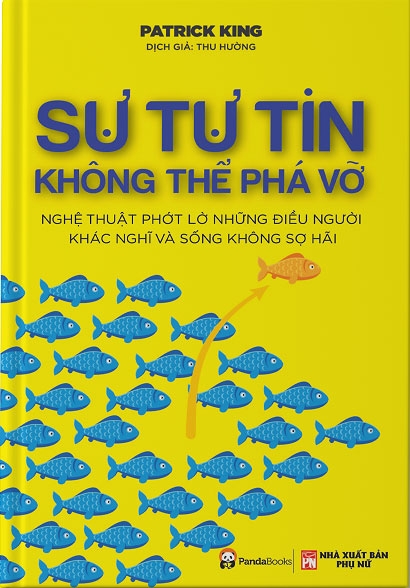 PATRICK KING
DỊCH GIẢ: THU HƯỜNG
SỰ TỰ TIN
KHÔNG THỂ PHÁ VỠ
NGHỆ THUẬT PHỚT LỜ NHỮNG ĐIỀU NGƯỜI
KHÁC NGHĨ VÀ SỐNG KHÔNG SỢ HÃI
PandaBooks
NHÀ XUẤT BẢN
PHỤ NỮ